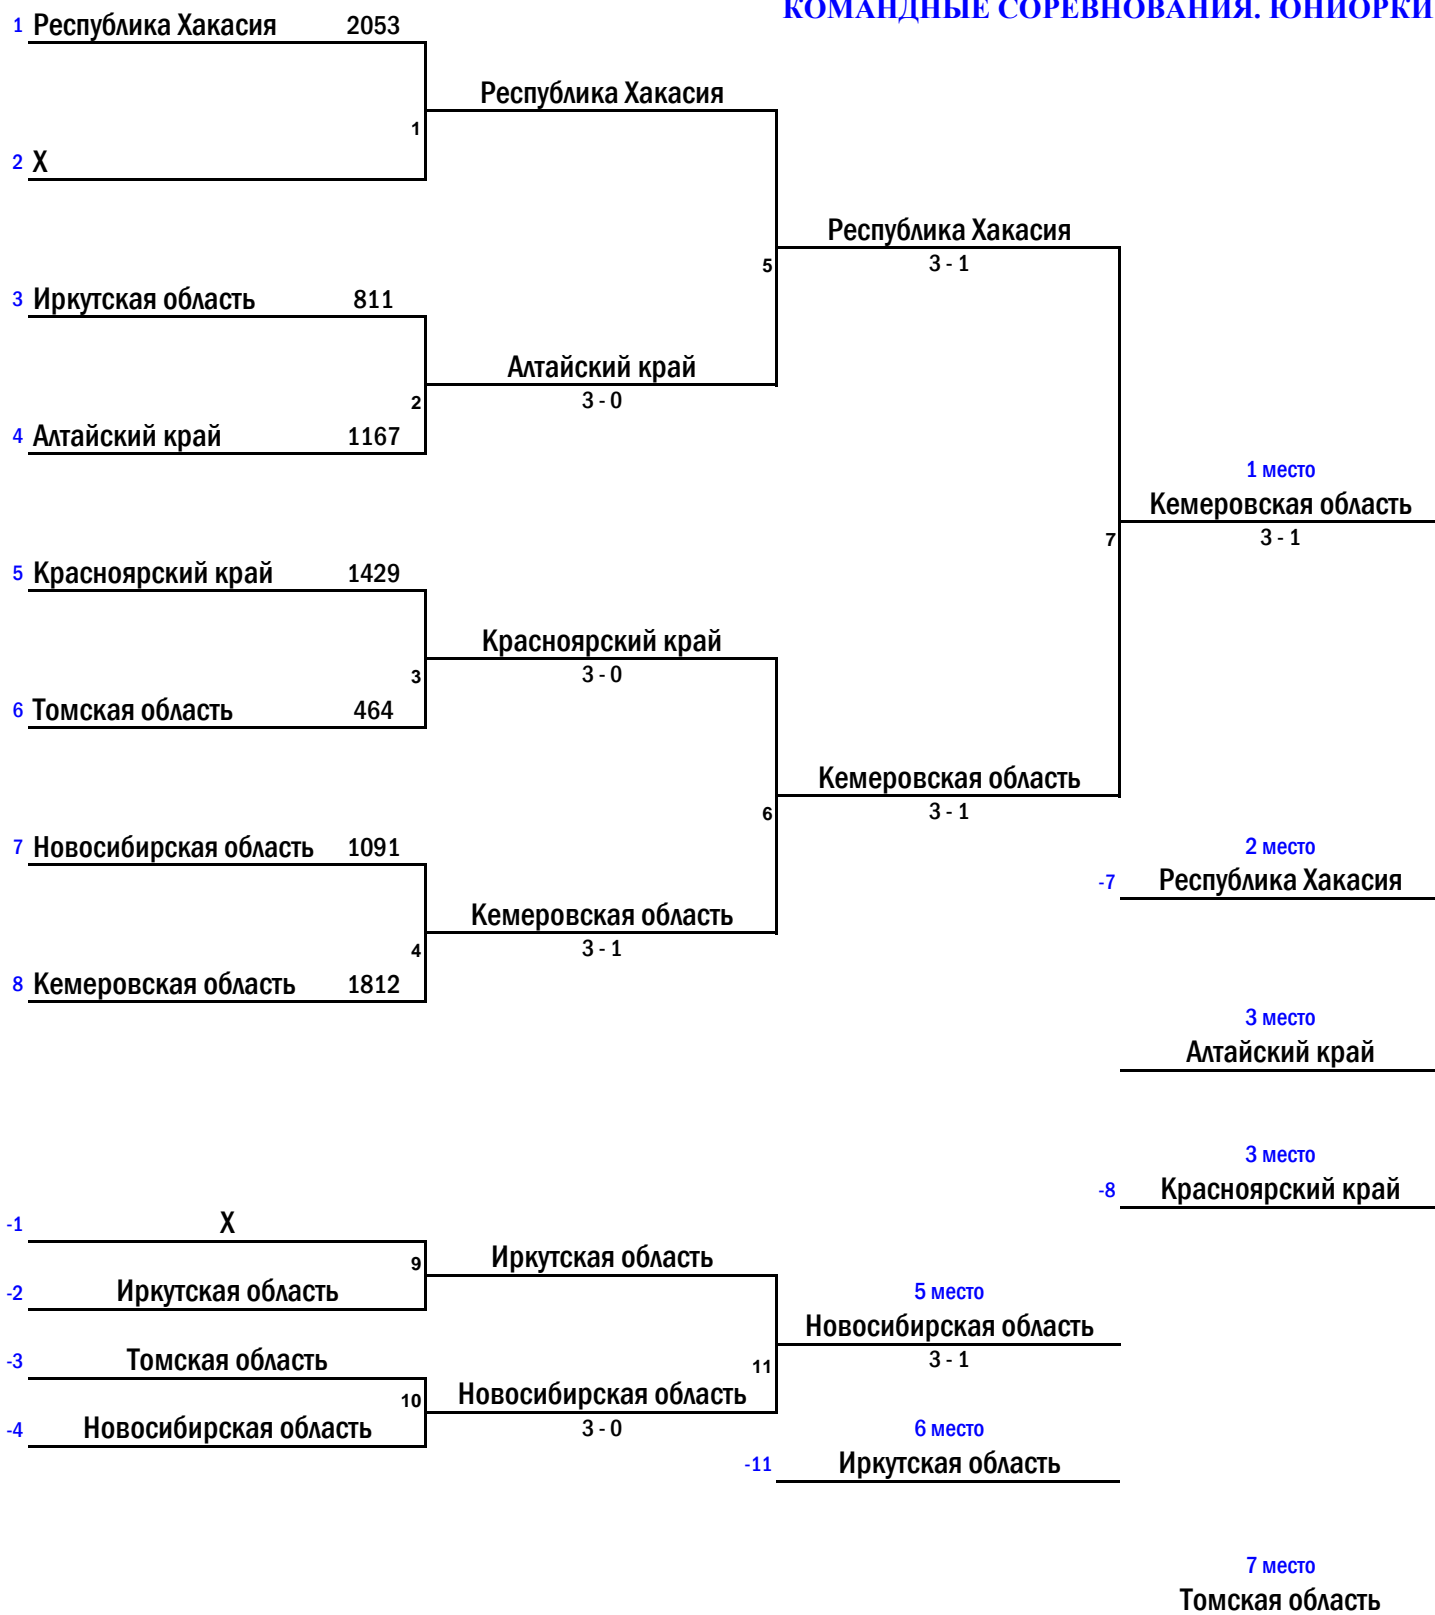 КОМАНДНЫЕ СОРЕВНОВАНИЯ. ЮНИОРКИ
1 Республика Хакасия 2053
Республика Хакасия
1
2 X
Республика Хакасия
5 3 - 1
3 Иркутская область 811
Алтайский край
2 3 - 0
4 Алтайский край 1167
1 место
Кемеровская область
7 3 - 1
5 Красноярский край 1429
Красноярский край
3 3 - 0
6 Томская область 464
Кемеровская область
6 3 - 1
7 Новосибирская область 1091
2 место
-7 Республика Хакасия
Кемеровская область
4 3 - 1
8 Кемеровская область 1812
3 место
Алтайский край
3 место
-8 Красноярский край
-1 X
9 Иркутская область
-2 Иркутская область
5 место
Новосибирская область
-3 Томская область
11 3 - 1
10 Новосибирская область
-4 Новосибирская область
3 - 0
6 место
-11 Иркутская область
7 место
Томская область